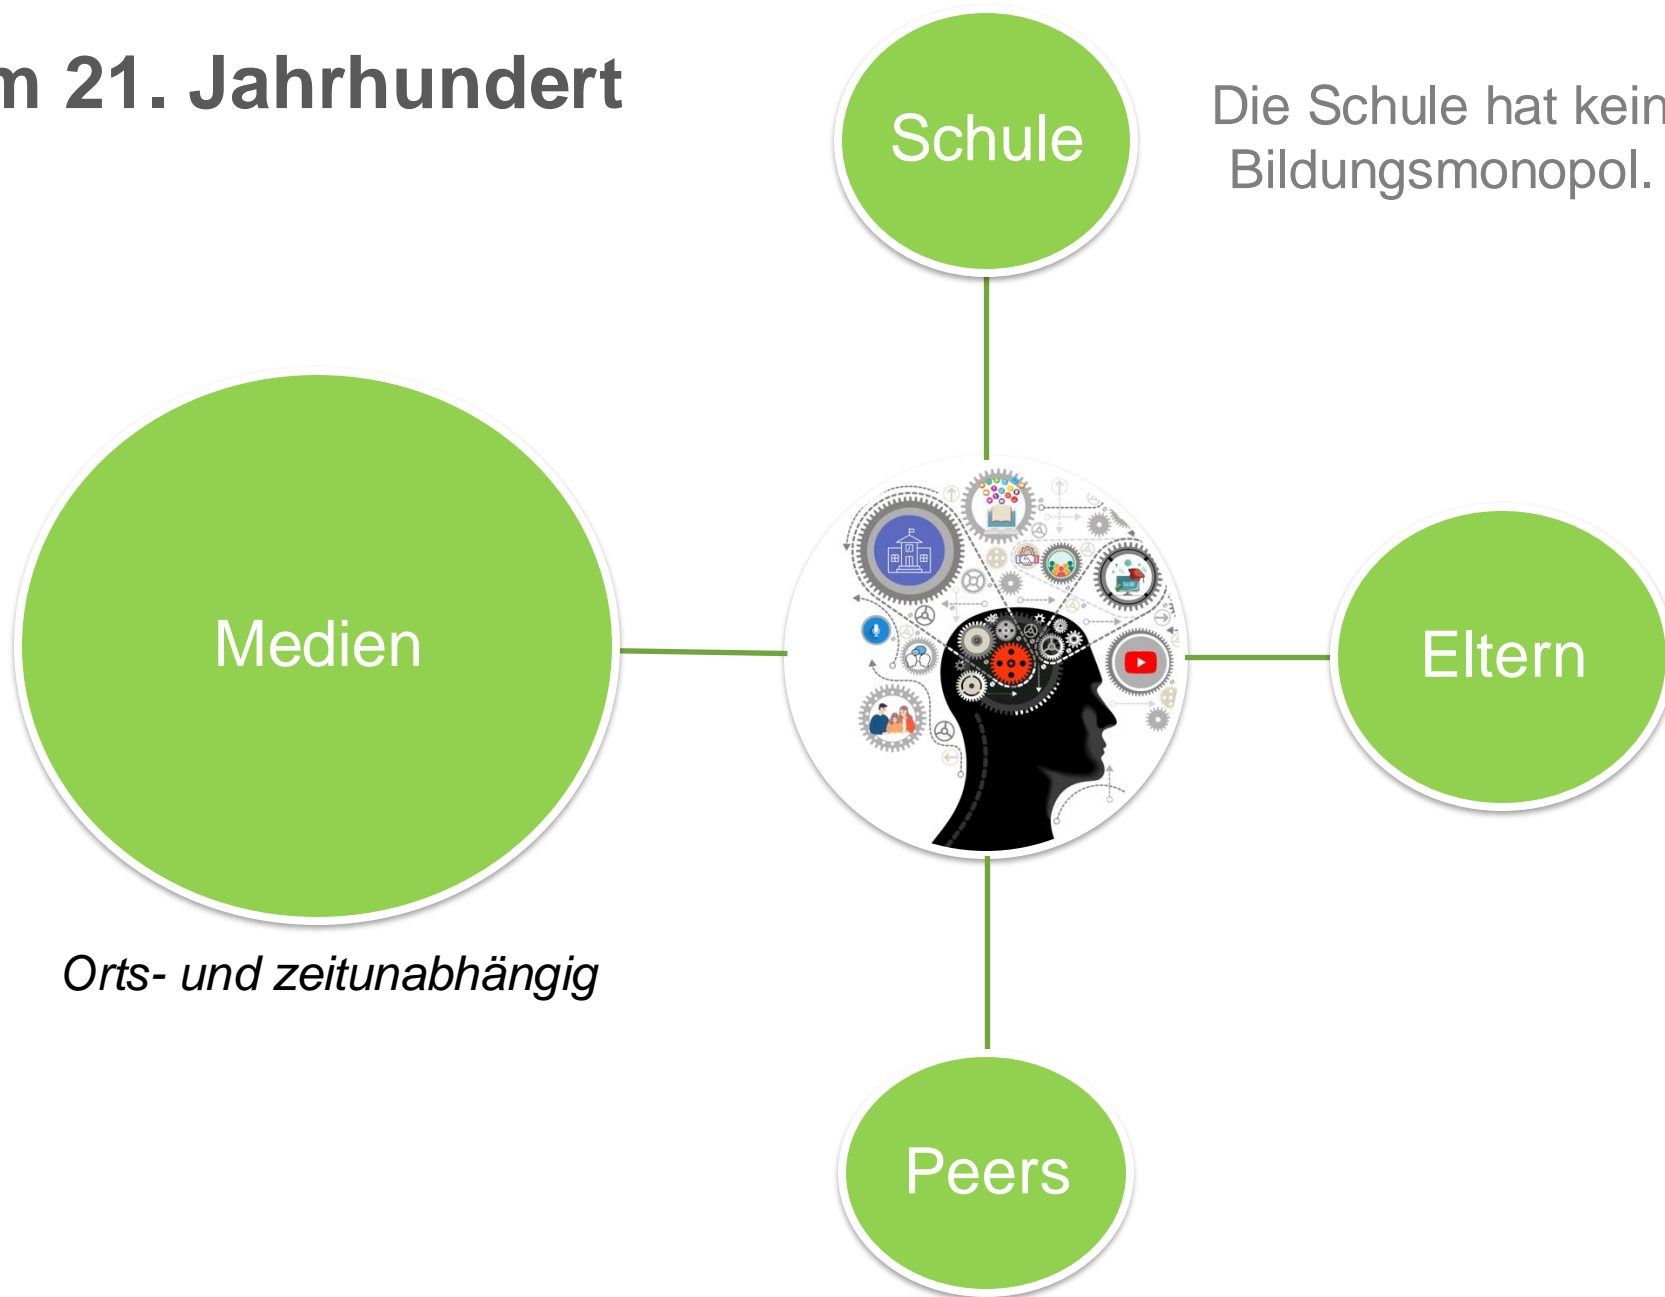 m 21. Jahrhundert
Schule
Die Schule hat kein
Bildungsmonopol.
Medien
Eltern
Orts- und zeitunabhängig
Peers